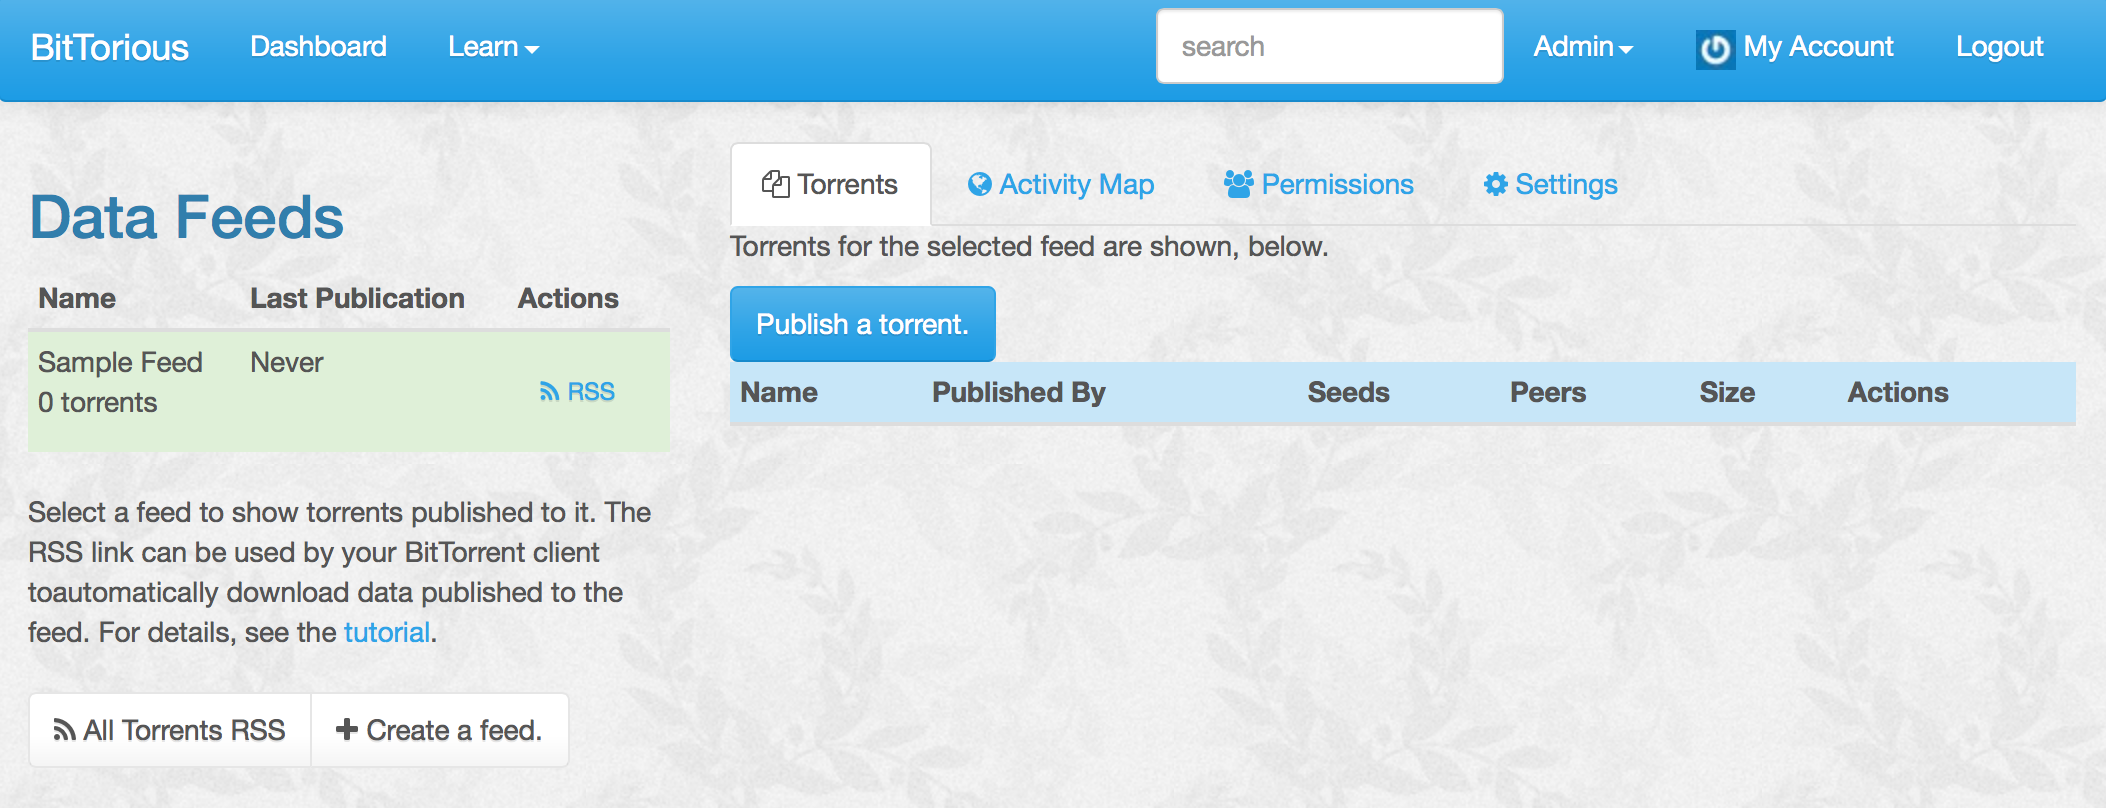 BitTorious Dashboard Learn search Admin My Account Logout
Data Feeds
Name Last Publication Actions
Sample Feed Never
0 torrents
RSS
Select a feed to show torrents published to it. The
RSS link can be used by your BitTorrent client
toautomatically download data published to the
feed. For details, see the tutorial.
All Torrents RSS Create a feed.
Torrents Activity Map Permissions Settings
Torrents for the selected feed are shown, below.
Publish a torrent.
Name Published By Seeds Peers Size Actions